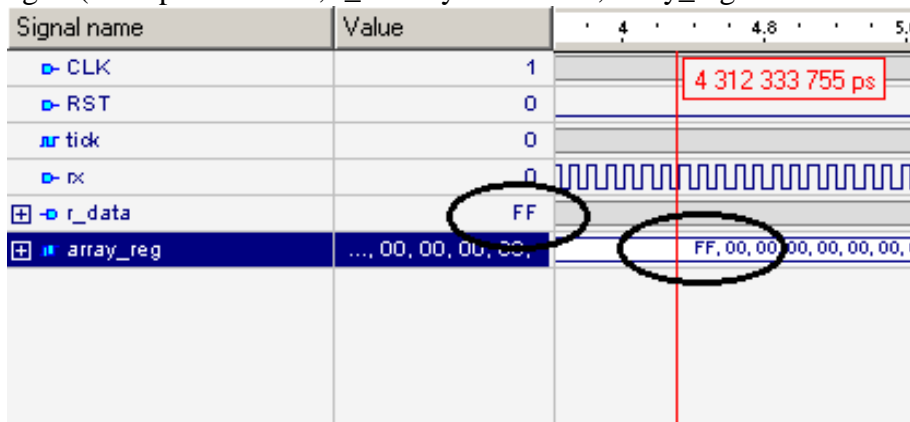 Signal name Value 4 4,8 5,
CLK 1
4 312 333 755 ps
RST 0
tick 0
rx 0
r_data FF
array_reg ..., 00, 00, 00, 00, FF, 00, 00, 00, 00, 00, 00,